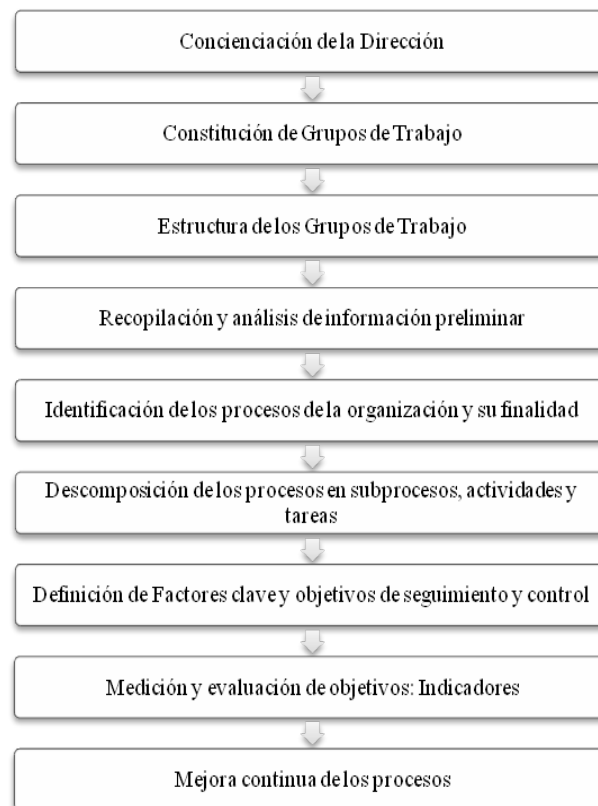 Concienciación de la Dirección
Constitución de Grupos de Trabajo
Estructura de los Grupos de Trabajo
Recopilación y análisis de información preliminar
Identificación de los procesos de la organización y su finalidad
Descomposición de los procesos en subprocesos, actividades y
tareas
Definición de Factores clave y objetivos de seguimiento y control
Medición y evaluación de objetivos: Indicadores
Mejora continua de los procesos